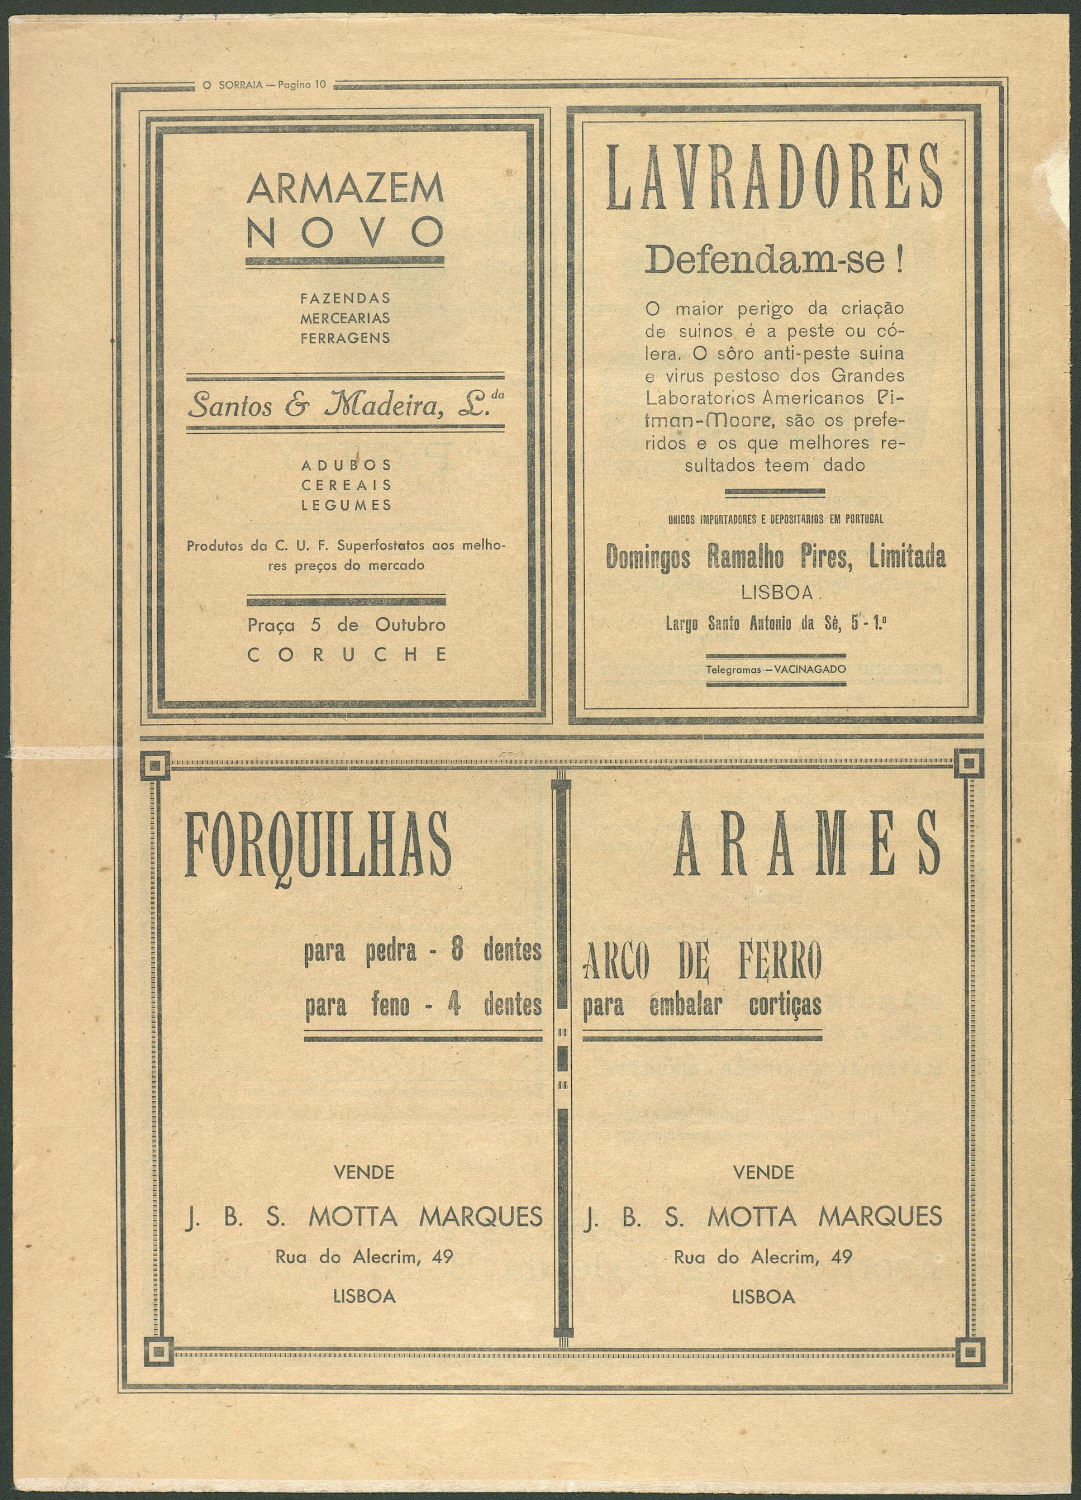 O SORRAIA — Pagina 10
ARMAZEM
NOVO
FAZENDAS
MERCEARIAS
FERRAGENS
Santos & Madeira, L.da
ADUBOS
CEREAIS
LEGUMES
Produtos da C. U. F. Superfostatos aos melho-
res preços do mercado
Praça 5 de Outubro
CORUCHE
LAVRADORES
Defendam-se !
O maior perigo da criação
de suinos é a peste ou có-
lera. O sôro anti-peste suina
e virus pestoso dos Grandes
Laboratorios Americanos Pi-
tman-Moore, são os prefe-
ridos e os que melhores re-
sultados teem dado
UNICOS IMPORTADORES E DEPOSITARIOS EM PORTUGAL
Domingos Ramalho Pires, Limitada
LISBOA
Largo Santo Antonio da Sé, 5 - 1.º
Telegramas — VACINAGADO
FORQUILHAS
para pedra - 8 dentes
para feno - 4 dentes
VENDE
J. B. S. MOTTA MARQUES
Rua do Alecrim, 49
LISBOA
ARAMES
ARCO DE FERRO
para embalar cortiças
VENDE
J. B. S. MOTTA MARQUES
Rua do Alecrim, 49
LISBOA